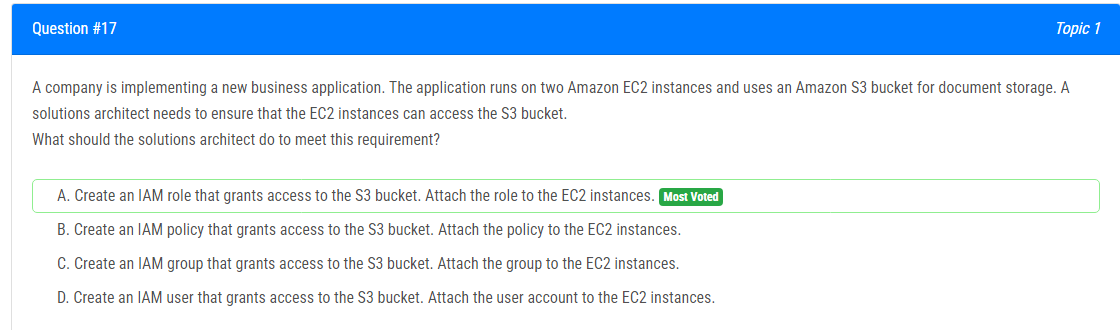 Question #17 Topic 1
A company is implementing a new business application. The application runs on two Amazon EC2 instances and uses an Amazon S3 bucket for document storage. A
solutions architect needs to ensure that the EC2 instances can access the S3 bucket.
What should the solutions architect do to meet this requirement?
A. Create an IAM role that grants access to the S3 bucket. Attach the role to the EC2 instances. Most Voted
B. Create an IAM policy that grants access to the S3 bucket. Attach the policy to the EC2 instances.
C. Create an IAM group that grants access to the S3 bucket. Attach the group to the EC2 instances.
D. Create an IAM user that grants access to the S3 bucket. Attach the user account to the EC2 instances.